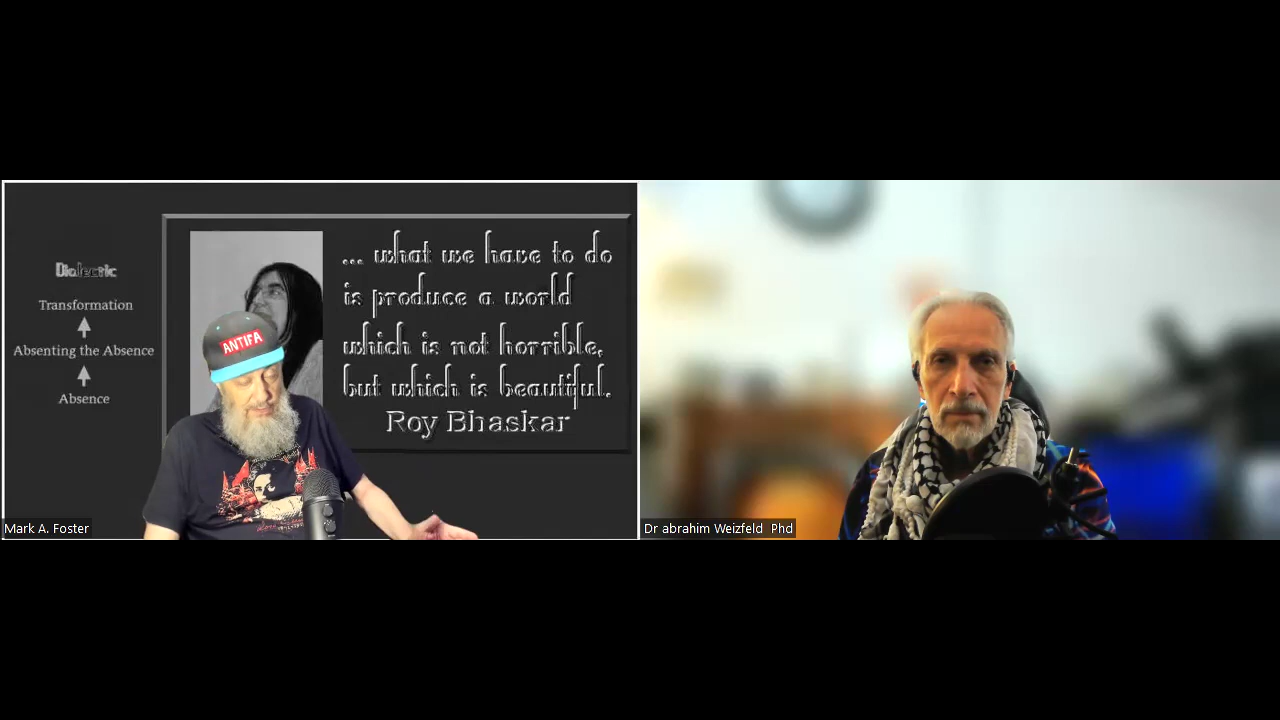 Dialectic
Transformation
Absenting the Absence
Absence
... what we have to do
is produce a world
which is not horrible,
but which is beautiful.
Roy Bhaskar
ANTIFA
Mark A. Foster
Dr abrahim Weizfeld Phd